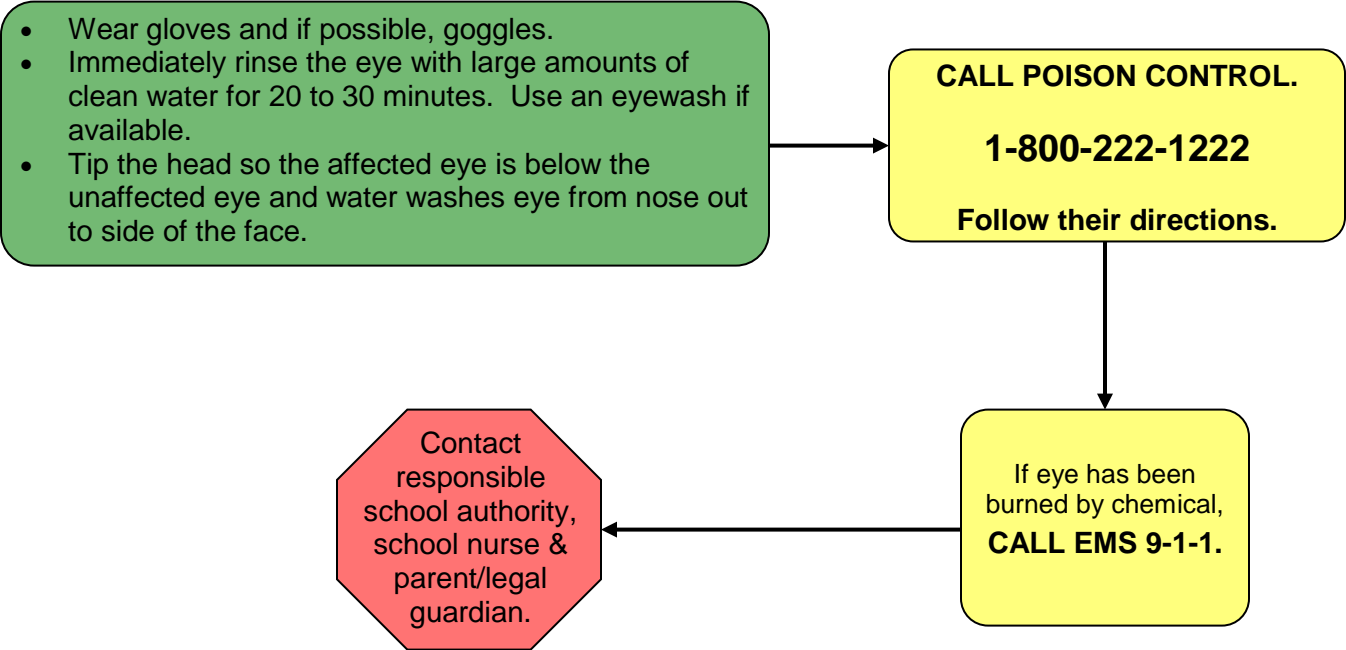 • Wear gloves and if possible, goggles.
• Immediately rinse the eye with large amounts of
clean water for 20 to 30 minutes.  Use an eyewash if
available.
• Tip the head so the affected eye is below the
unaffected eye and water washes eye from nose out
to side of the face.
CALL POISON CONTROL.
1-800-222-1222
Follow their directions.
If eye has been
burned by chemical,
CALL EMS 9-1-1.
Contact
responsible
school authority,
school nurse &
parent/legal
guardian.